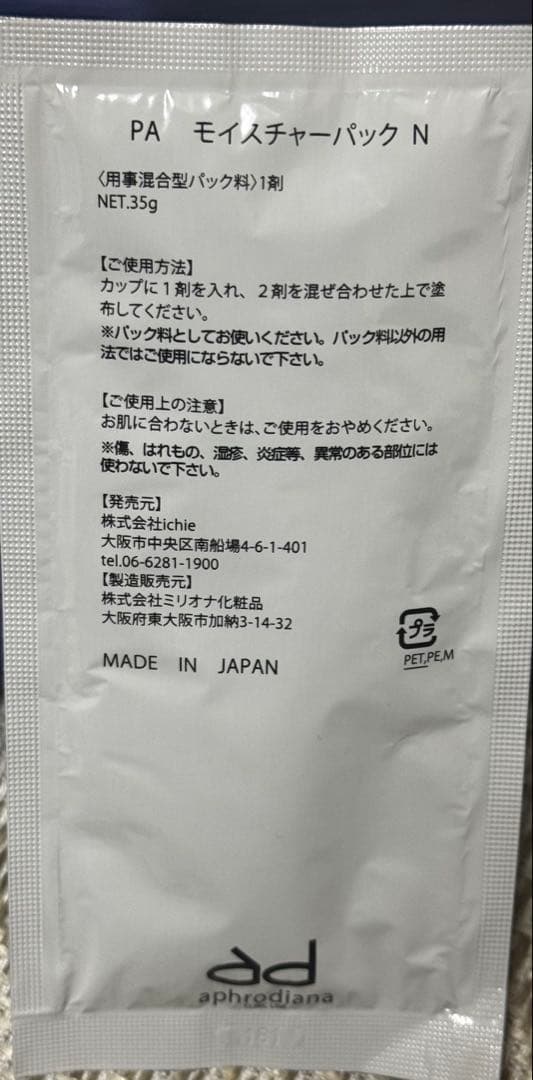 PA モイスチャーパック N
〈用事混合型パック料〉1剤
NET.35g
【ご使用方法】
カップに１剤を入れ、２剤を混ぜ合わせた上で塗
布してください。
※パック料としてお使いください。パック料以外の用
法ではご使用にならないで下さい。
【ご使用上の注意】
お肌に合わないときは、ご使用をおやめください。
※傷、はれもの、湿疹、炎症等、異常のある部位には
使わないで下さい。
【発売元】
株式会社ichie
大阪市中央区南船場4-6-1-401
tel.06-6281-1900
【製造販売元】
株式会社ミリオナ化粧品
大阪府東大阪市加納3-14-32
プラ
PET,PE,M
MADE IN JAPAN
ad
aphrodiana